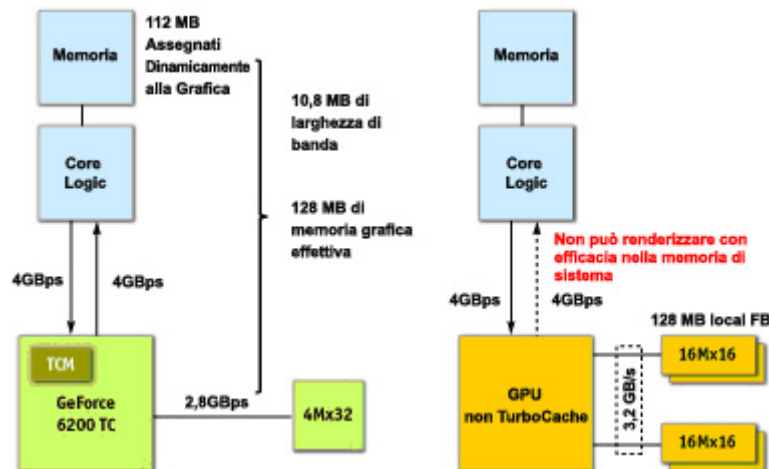 Memoria
112 MB
Assegnati
Dinamicamente
alla Grafica
10,8 MB di
larghezza di
banda
Core
Logic
128 MB di
memoria grafica
effettiva
4GBps
4GBps
TCM
GeForce
6200 TC
2,8GBps
4Mx32
Memoria
Core
Logic
Non può renderizzare con
efficacia nella memoria di
sistema
4GBps
4GBps
128 MB local FB
GPU
non TurboCache
3,2 GB/s
16Mx16
16Mx16